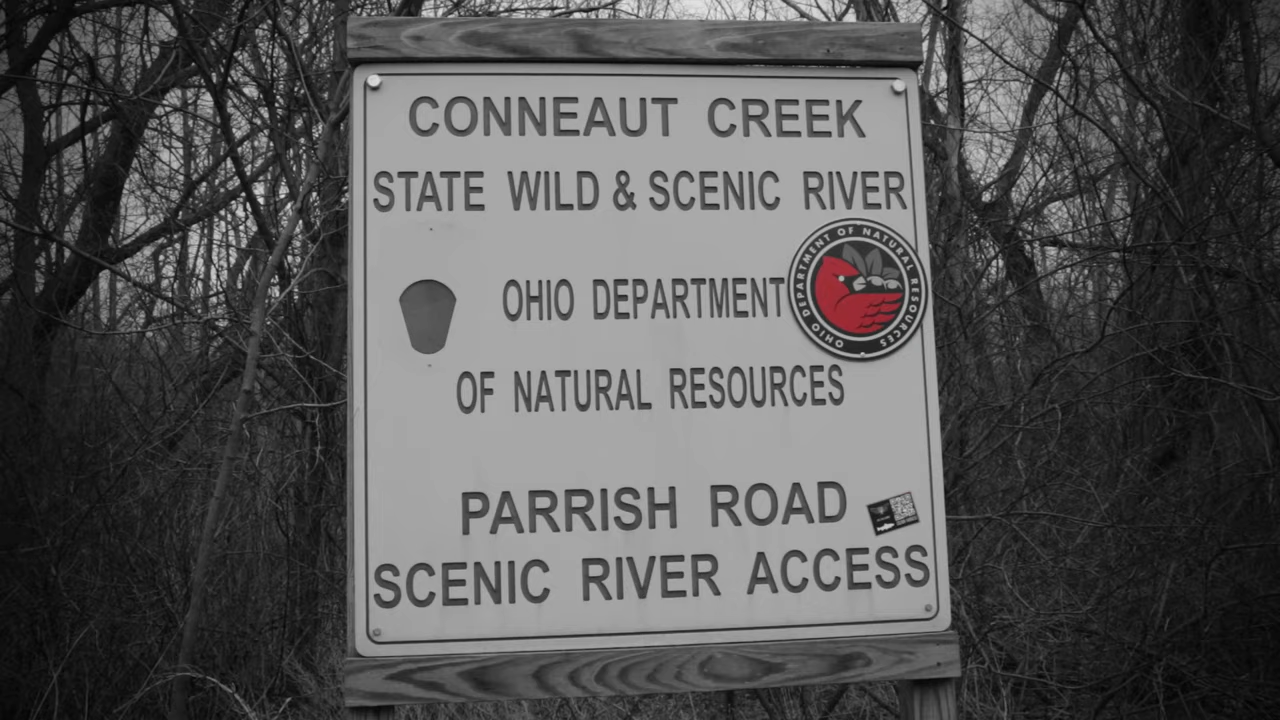 CONNEAUT CREEK
STATE WILD & SCENIC RIVER
OHIO DEPARTMENT
OHIO DEPARTMENT OF NATURAL RESOURCES
OF NATURAL RESOURCES
PARRISH ROAD
SCENIC RIVER ACCESS